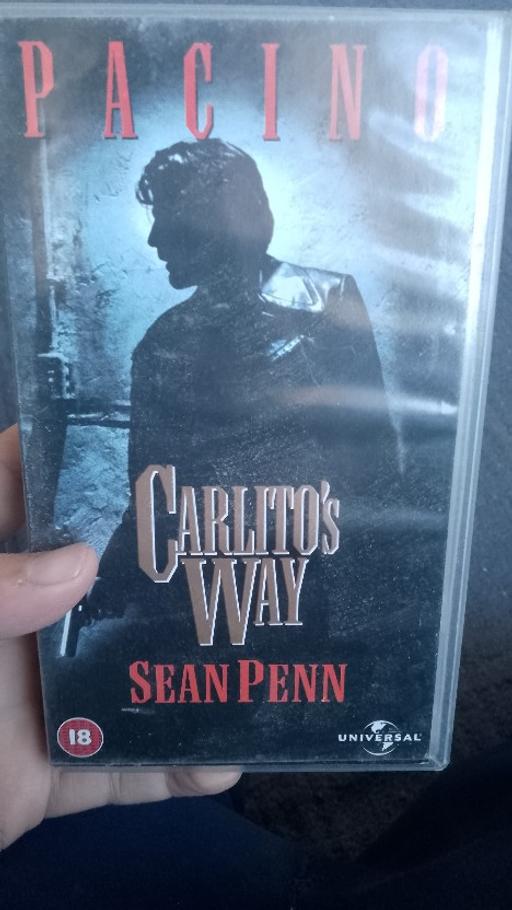 PACINO
CARLITO'S
WAY
SEAN PENN
18
UNIVERSAL